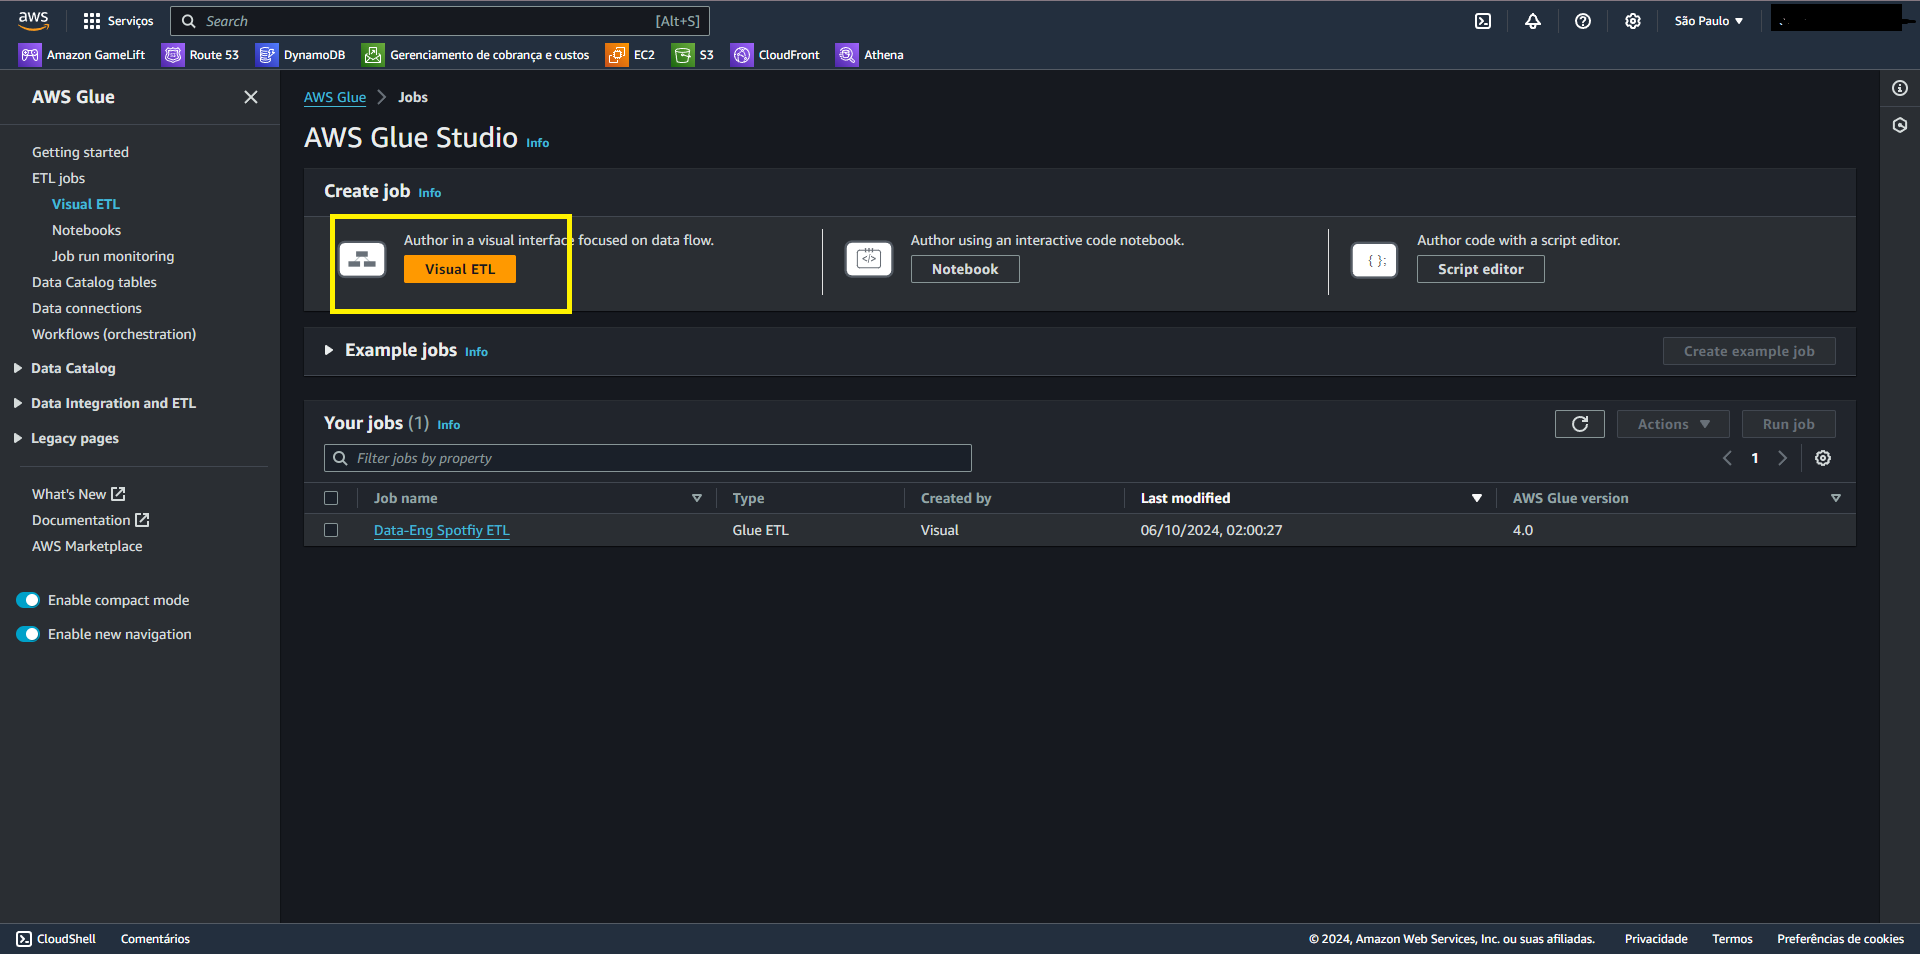 aws Serviços Search [Alt+S] São Paulo
Amazon GameLift Route 53 DynamoDB Gerenciamento de cobrança e custos EC2 S3 CloudFront Athena
AWS Glue
Getting started
ETL jobs
Visual ETL
Notebooks
Job run monitoring
Data Catalog tables
Data connections
Workflows (orchestration)
Data Catalog
Data Integration and ETL
Legacy pages
What's New
Documentation
AWS Marketplace
Enable compact mode
Enable new navigation
AWS Glue Jobs
AWS Glue Studio Info
Create job Info
Author in a visual interface focused on data flow.
Visual ETL
Author using an interactive code notebook.
</> Notebook
Author code with a script editor.
{ }; Script editor
Example jobs Info Create example job
Your jobs (1) Info Actions Run job
Filter jobs by property 1
Job name Type Created by Last modified AWS Glue version
Data-Eng Spotfiy ETL Glue ETL Visual 06/10/2024, 02:00:27 4.0
CloudShell Comentários © 2024, Amazon Web Services, Inc. ou suas afiliadas. Privacidade Termos Preferências de cookies